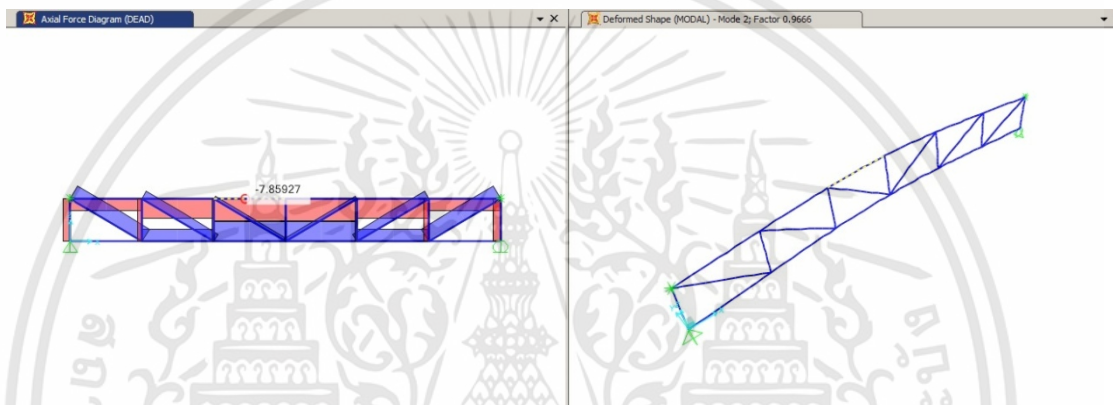 Axial Force Diagram (DEAD)
Deformed Shape (MODAL) - Mode 2; Factor 0.9666
-7.85927